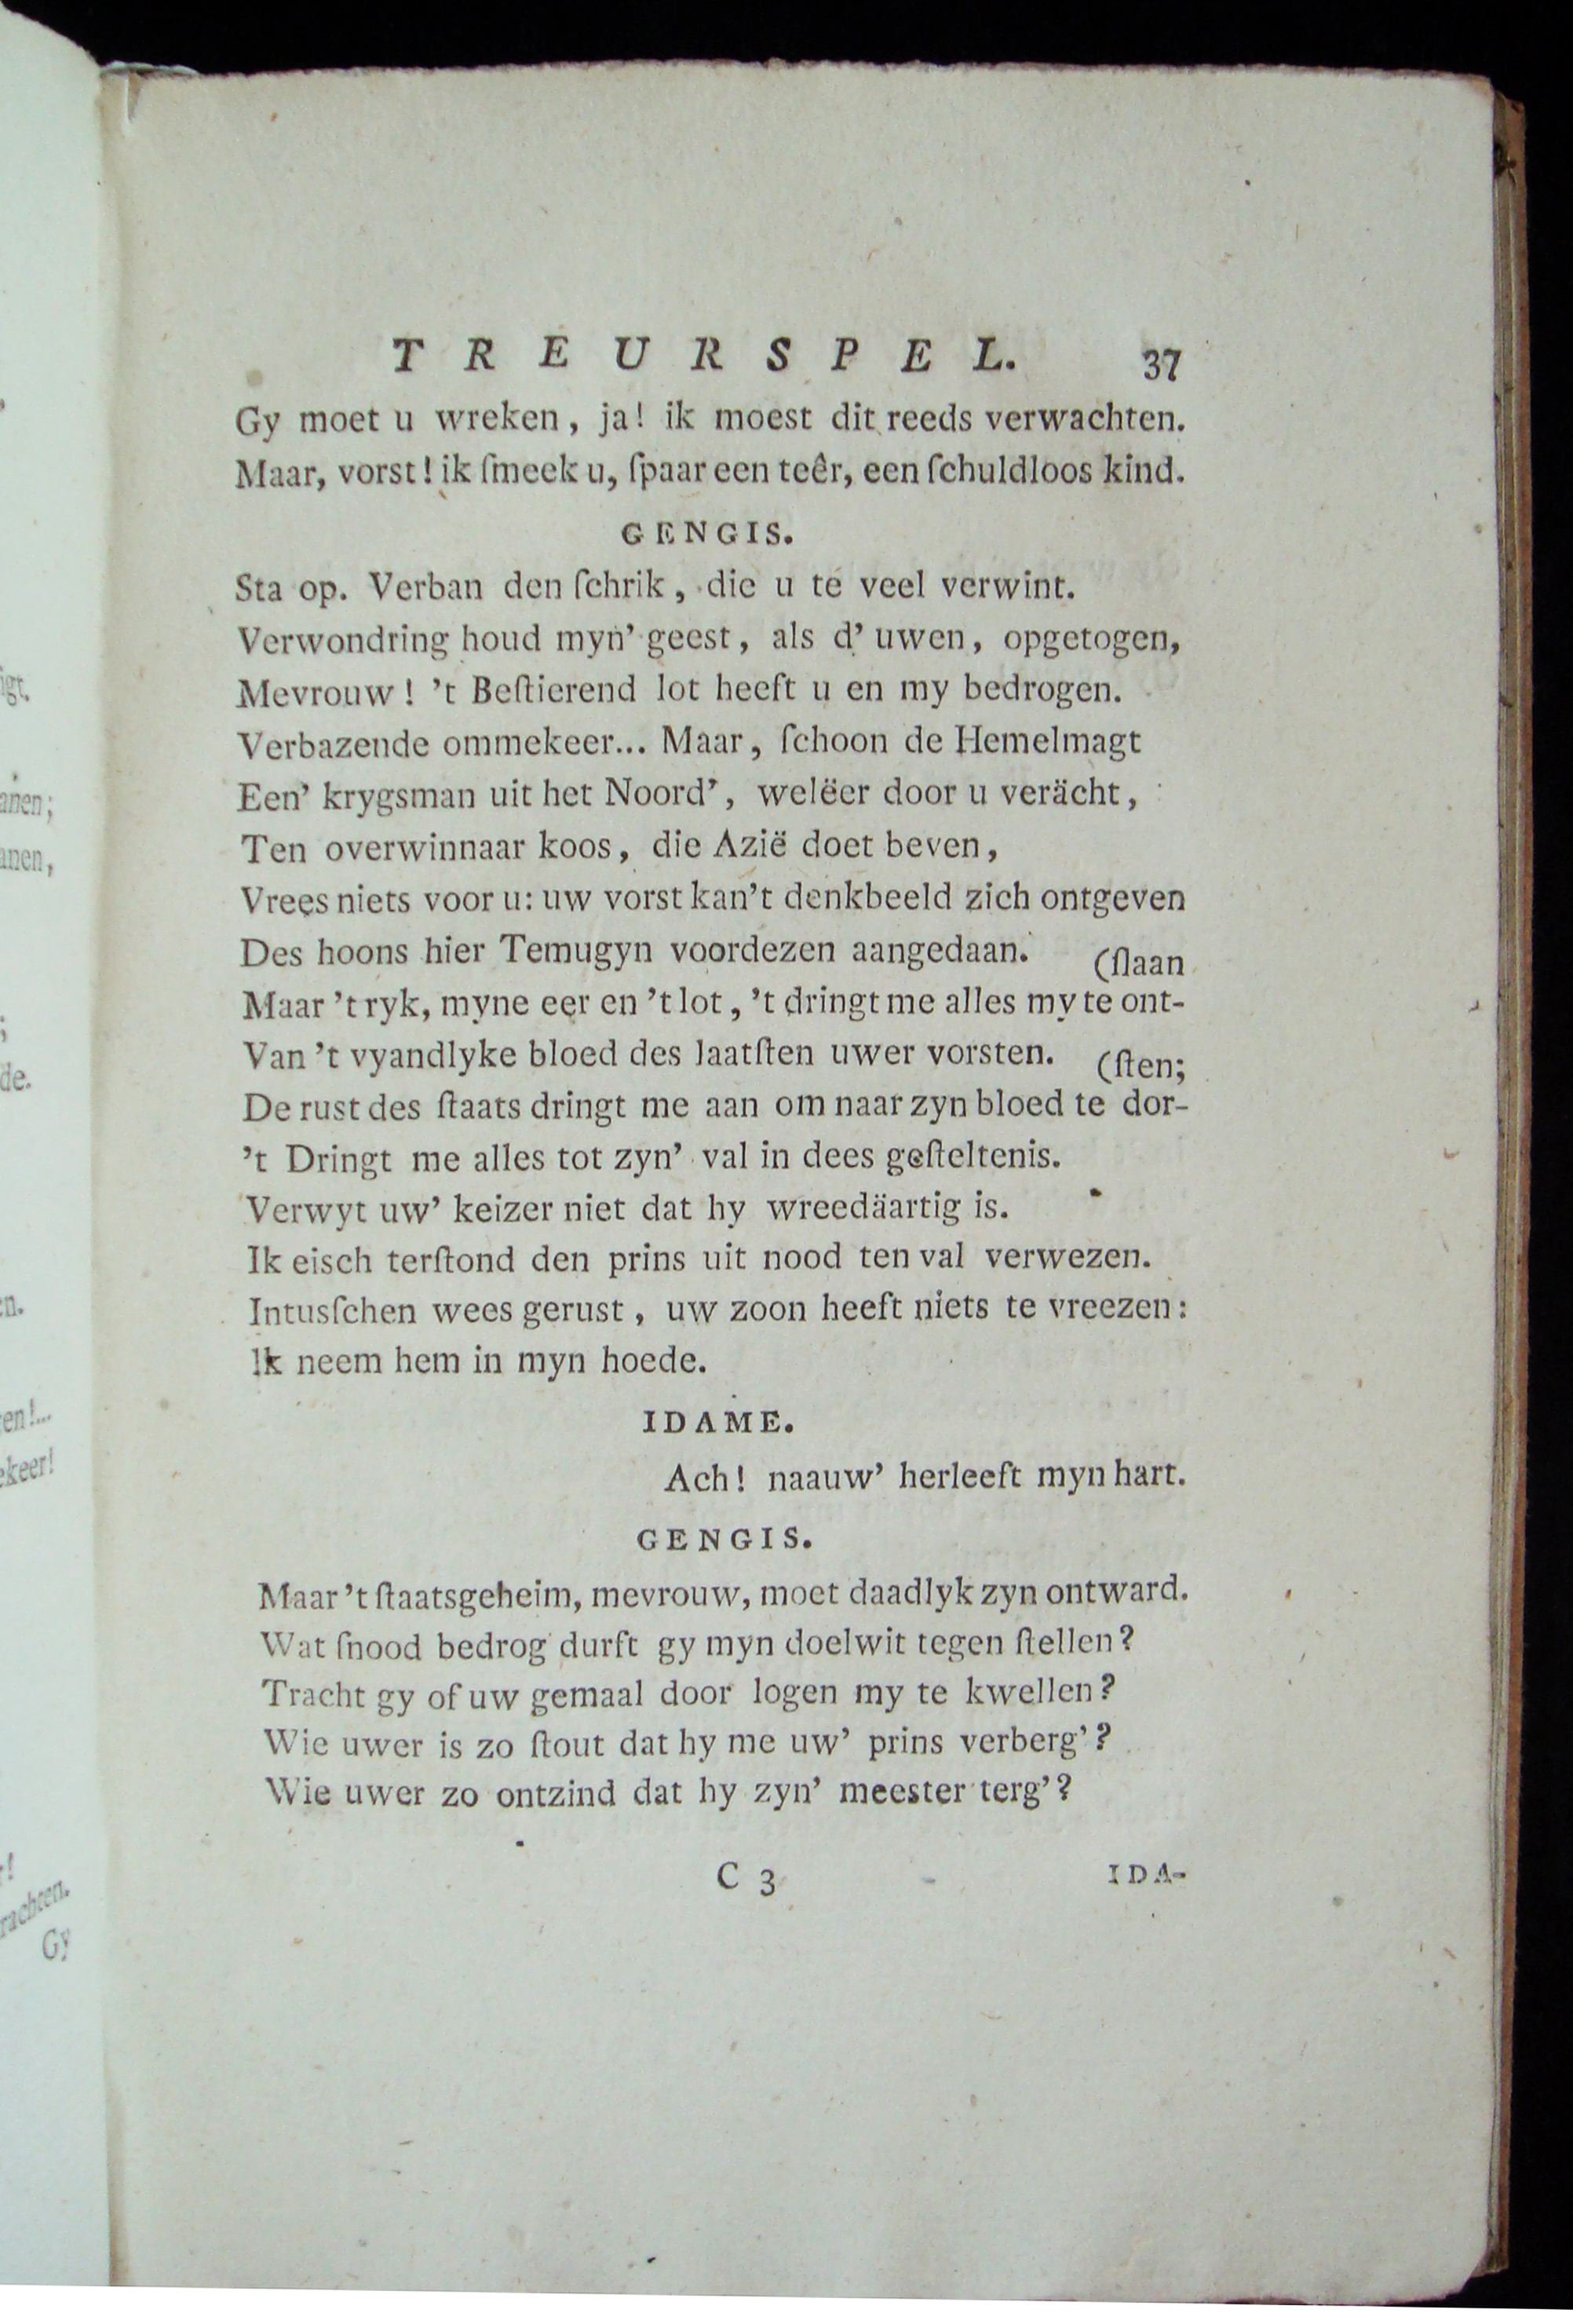 TREURSPEL. 37
Gy moet u wreken, ja! ik moest dit reeds verwachten.
Maar, vorst! ik ſmeek u, ſpaar een teêr, een ſchuldloos kind.
GENGIS.
Sta op. Verban den ſchrik, die u te veel verwint.
Verwondring houd myn' geest, als d' uwen, opgetogen,
Mevrouw! 't Beſtierend lot heeft u en my bedrogen.
Verbazende ommekeer... Maar, ſchoon de Hemelmagt
Een' krygsman uit het Noord', welëer door u verächt,
Ten overwinnaar koos, die Azië doet beven,
Vrees niets voor u: uw vorst kan't denkbeeld zich ontgeven
Des hoons hier Temugyn voordezen aangedaan. (ſlaan
Maar 't ryk, myne eer en 't lot, 't dringt me alles my te ont-
Van 't vyandlyke bloed des laatſten uwer vorsten. (ſten;
De rust des ſtaats dringt me aan om naar zyn bloed te dor-
't Dringt me alles tot zyn' val in dees geſteltenis.
Verwyt uw' keizer niet dat hy wreedäartig is.
Ik eisch terſtond den prins uit nood ten val verwezen.
Intusſchen wees gerust, uw zoon heeft niets te vreezen:
Ik neem hem in myn hoede.
IDAME.
Ach! naauw' herleeft myn hart.
GENGIS.
Maar 't ſtaatsgeheim, mevrouw, moet daadlyk zyn ontward.
Wat ſnood bedrog durft gy myn doelwit tegen ſtellen?
Tracht gy of uw gemaal door logen my te kwellen?
Wie uwer is zo ſtout dat hy me uw' prins verberg'?
Wie uwer zo ontzind dat hy zyn' meester terg'?
C 3 IDA-
igt.
anen;
anen,
;
de.
en.
en!...
ekeer!
!
rachten.
Gy